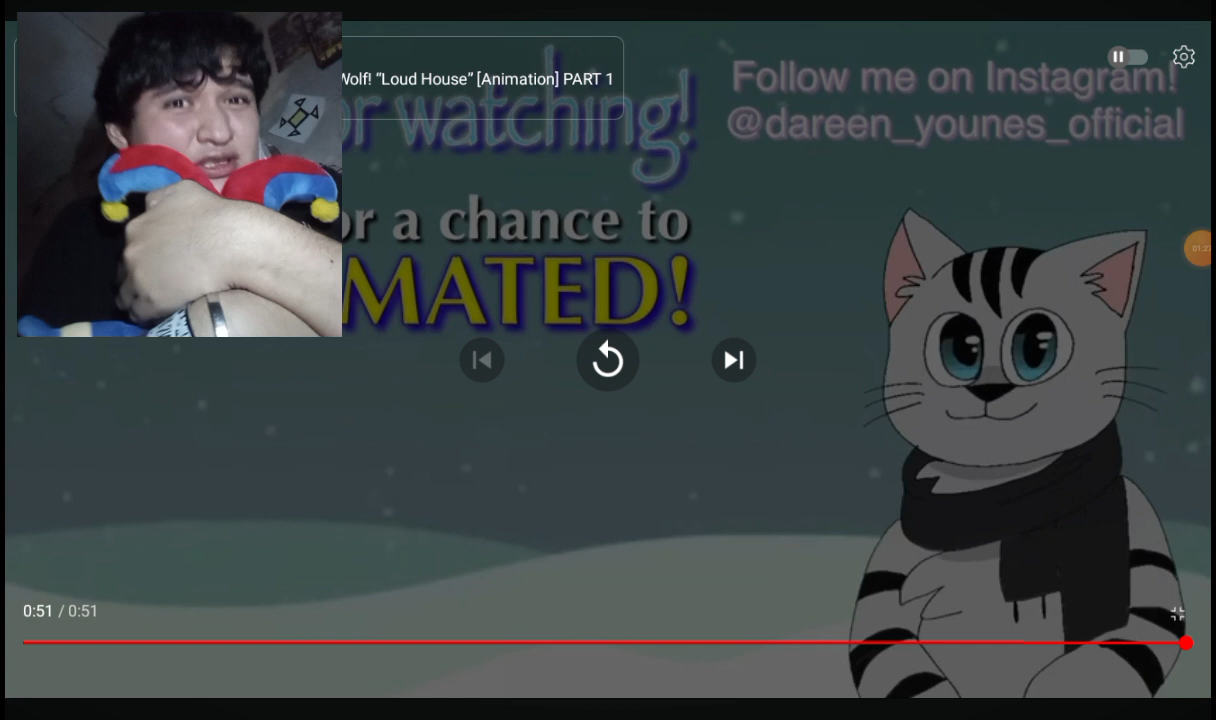 Wolf! “Loud House” [Animation] PART 1
or watching!
Follow me on Instagram!
@dareen_younes_official
or a chance to
MATED!
0:51 / 0:51